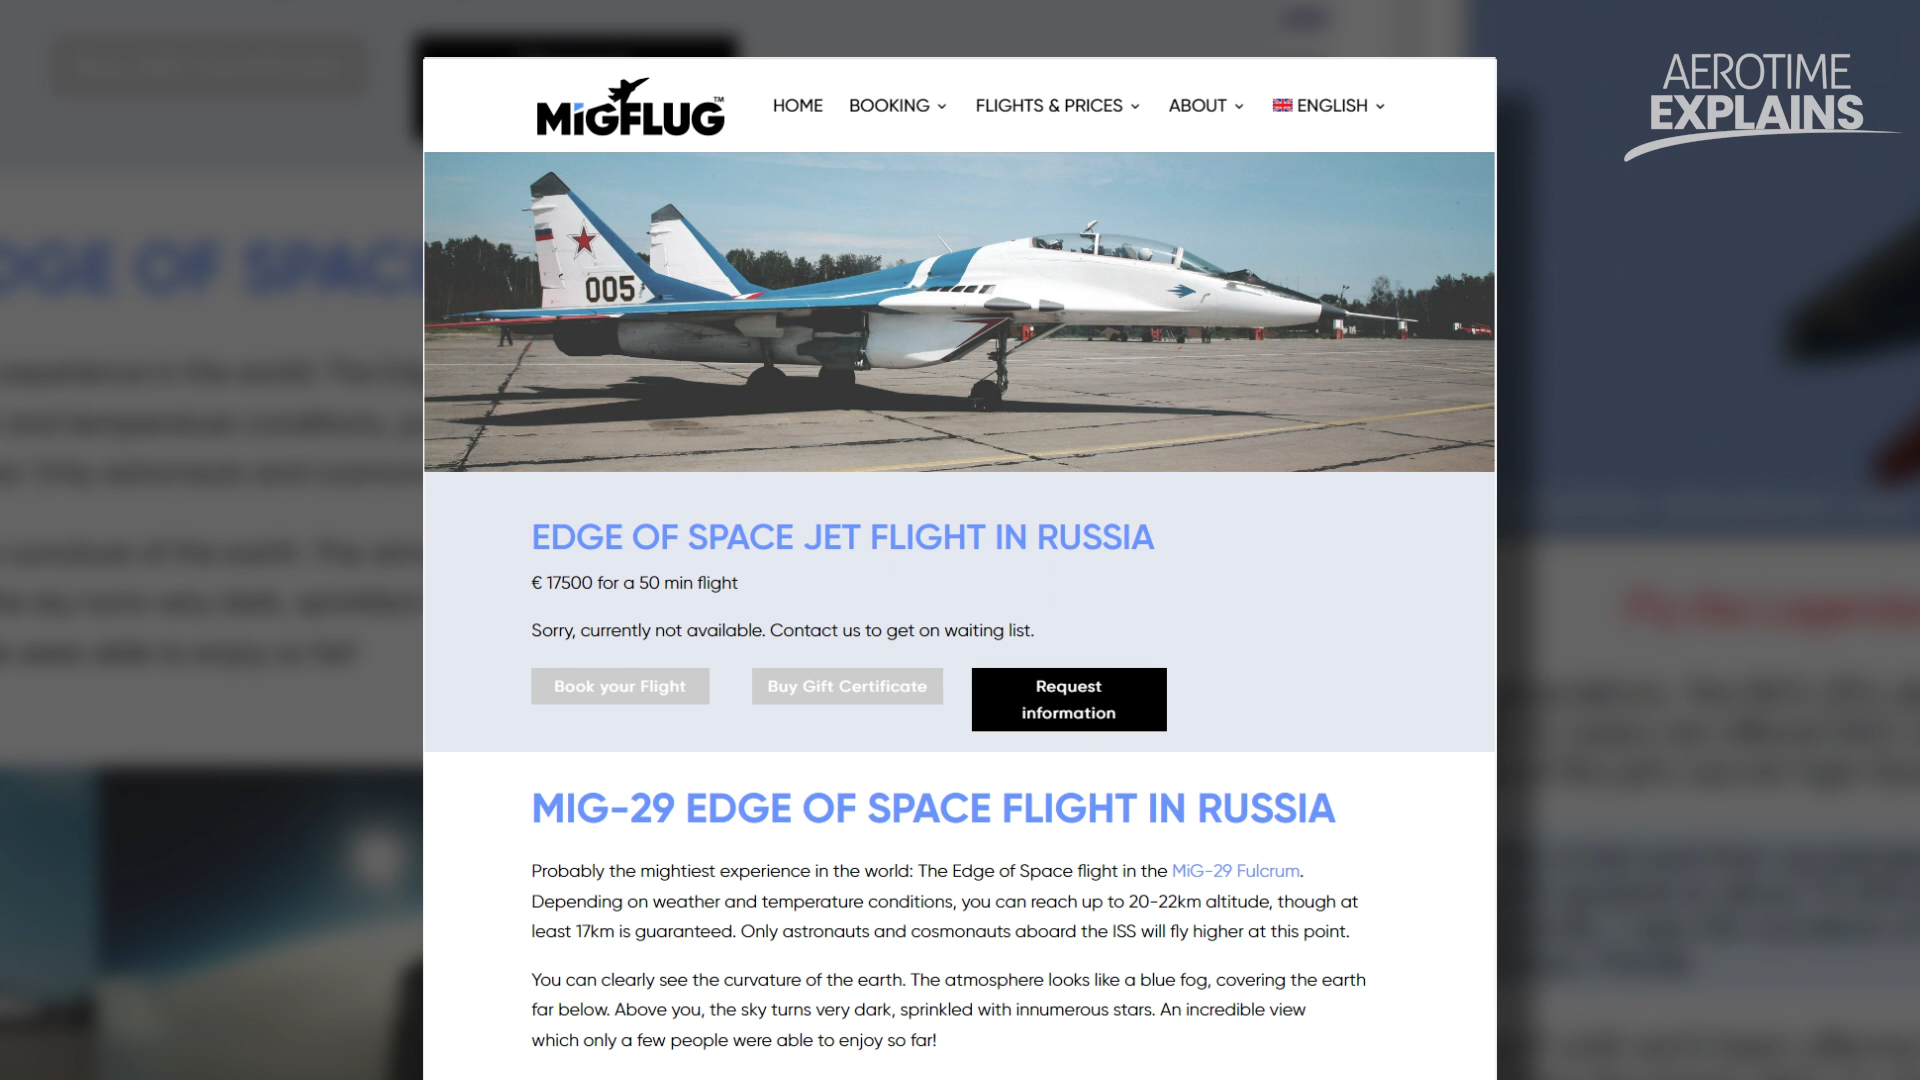 AEROTIME
EXPLAINS
MiGFLUG™
HOME BOOKING FLIGHTS & PRICES ABOUT ENGLISH
005
EDGE OF SPACE JET FLIGHT IN RUSSIA
€ 17500 for a 50 min flight
Sorry, currently not available. Contact us to get on waiting list.
Book your Flight
Buy Gift Certificate
Request
information
MIG-29 EDGE OF SPACE FLIGHT IN RUSSIA
Probably the mightiest experience in the world: The Edge of Space flight in the MiG-29 Fulcrum.
Depending on weather and temperature conditions, you can reach up to 20-22km altitude, though at
least 17km is guaranteed. Only astronauts and cosmonauts aboard the ISS will fly higher at this point.
You can clearly see the curvature of the earth. The atmosphere looks like a blue fog, covering the earth
far below. Above you, the sky turns very dark, sprinkled with innumerous stars. An incredible view
which only a few people were able to enjoy so far!